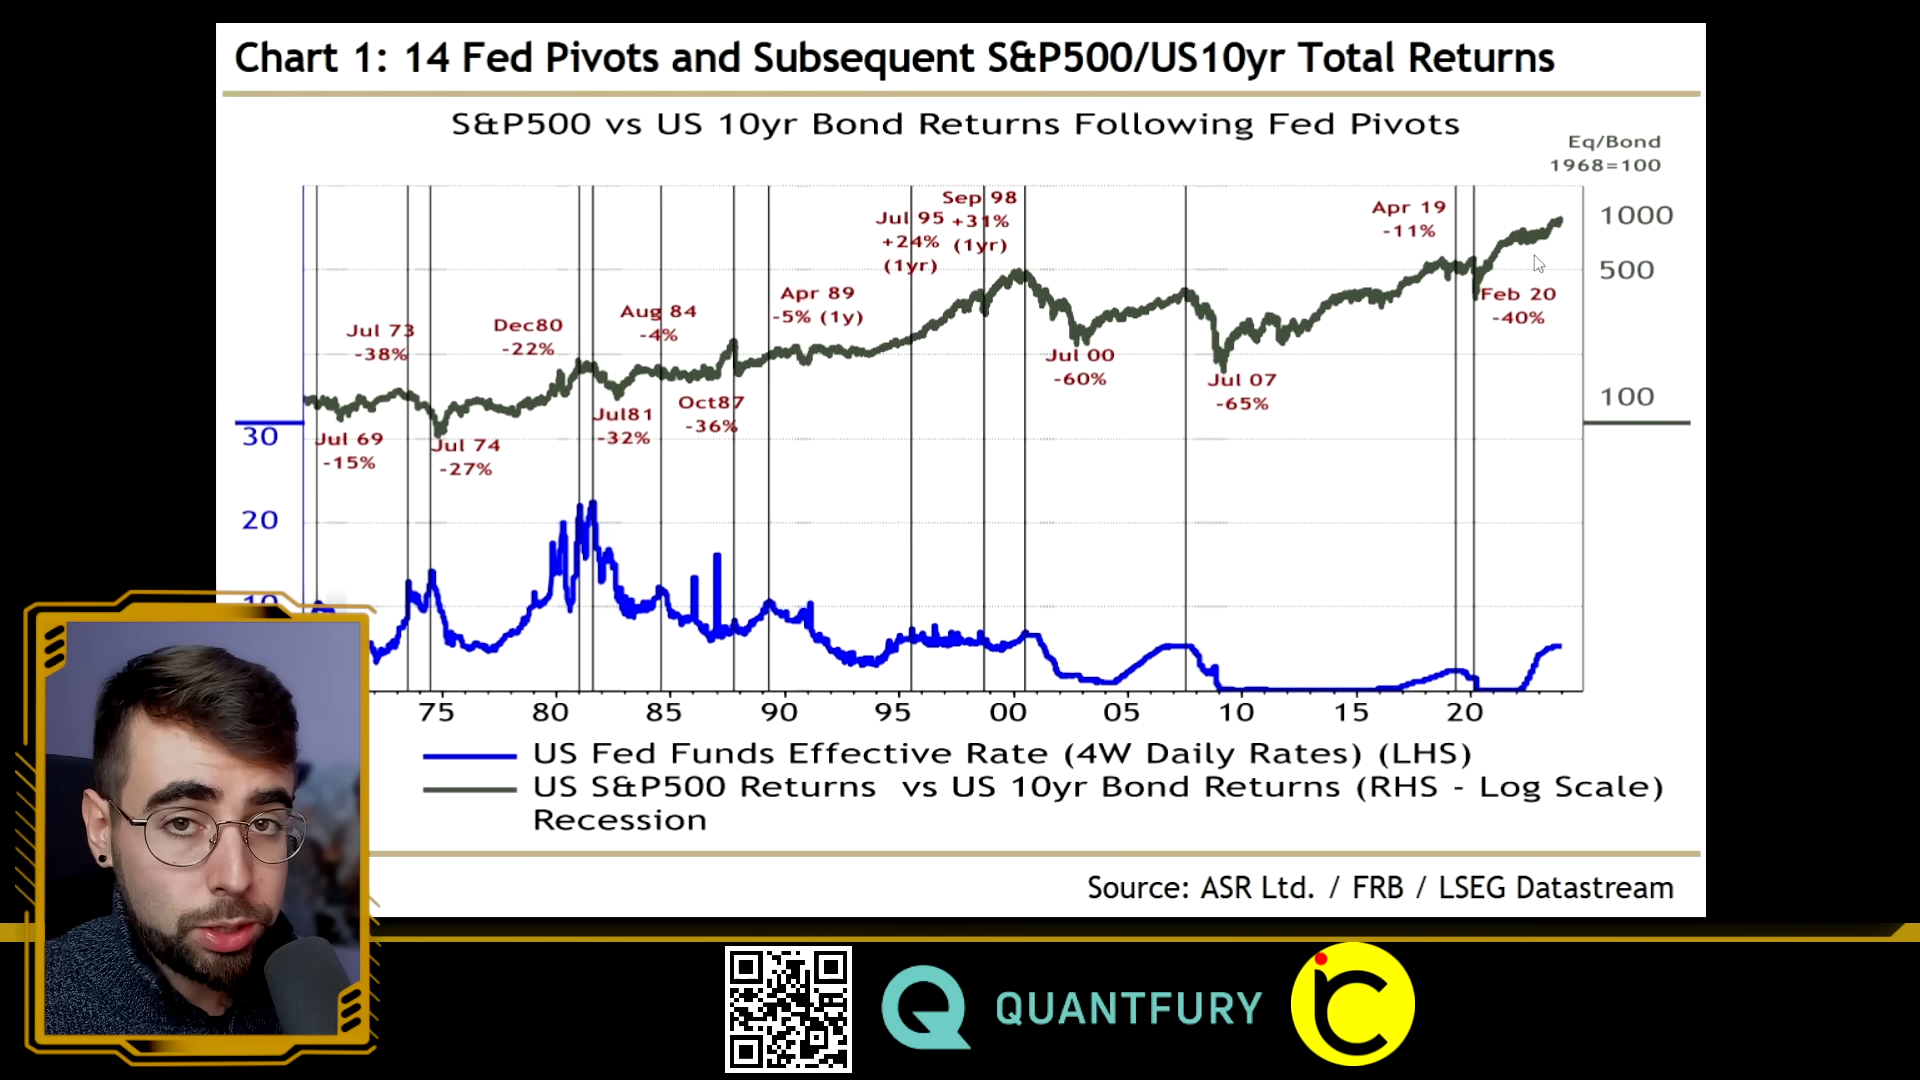 Chart 1: 14 Fed Pivots and Subsequent S&P500/US10yr Total Returns
S&P500 vs US 10yr Bond Returns Following Fed Pivots
Eq/Bond
1968=100
Jul 69
-15%
Jul 73
-38%
Jul 74
-27%
Dec80
-22%
Jul81
-32%
Aug 84
-4%
Oct87
-36%
Apr 89
-5% (1y)
Jul 95
+24%
(1yr)
Sep 98
+31%
(1yr)
Jul 00
-60%
Jul 07
-65%
Apr 19
-11%
Feb 20
-40%
1000
500
100
30
20
10
75 80 85 90 95 00 05 10 15 20
US Fed Funds Effective Rate (4W Daily Rates) (LHS)
US S&P500 Returns vs US 10yr Bond Returns (RHS - Log Scale)
Recession
Source: ASR Ltd. / FRB / LSEG Datastream
QUANTFURY